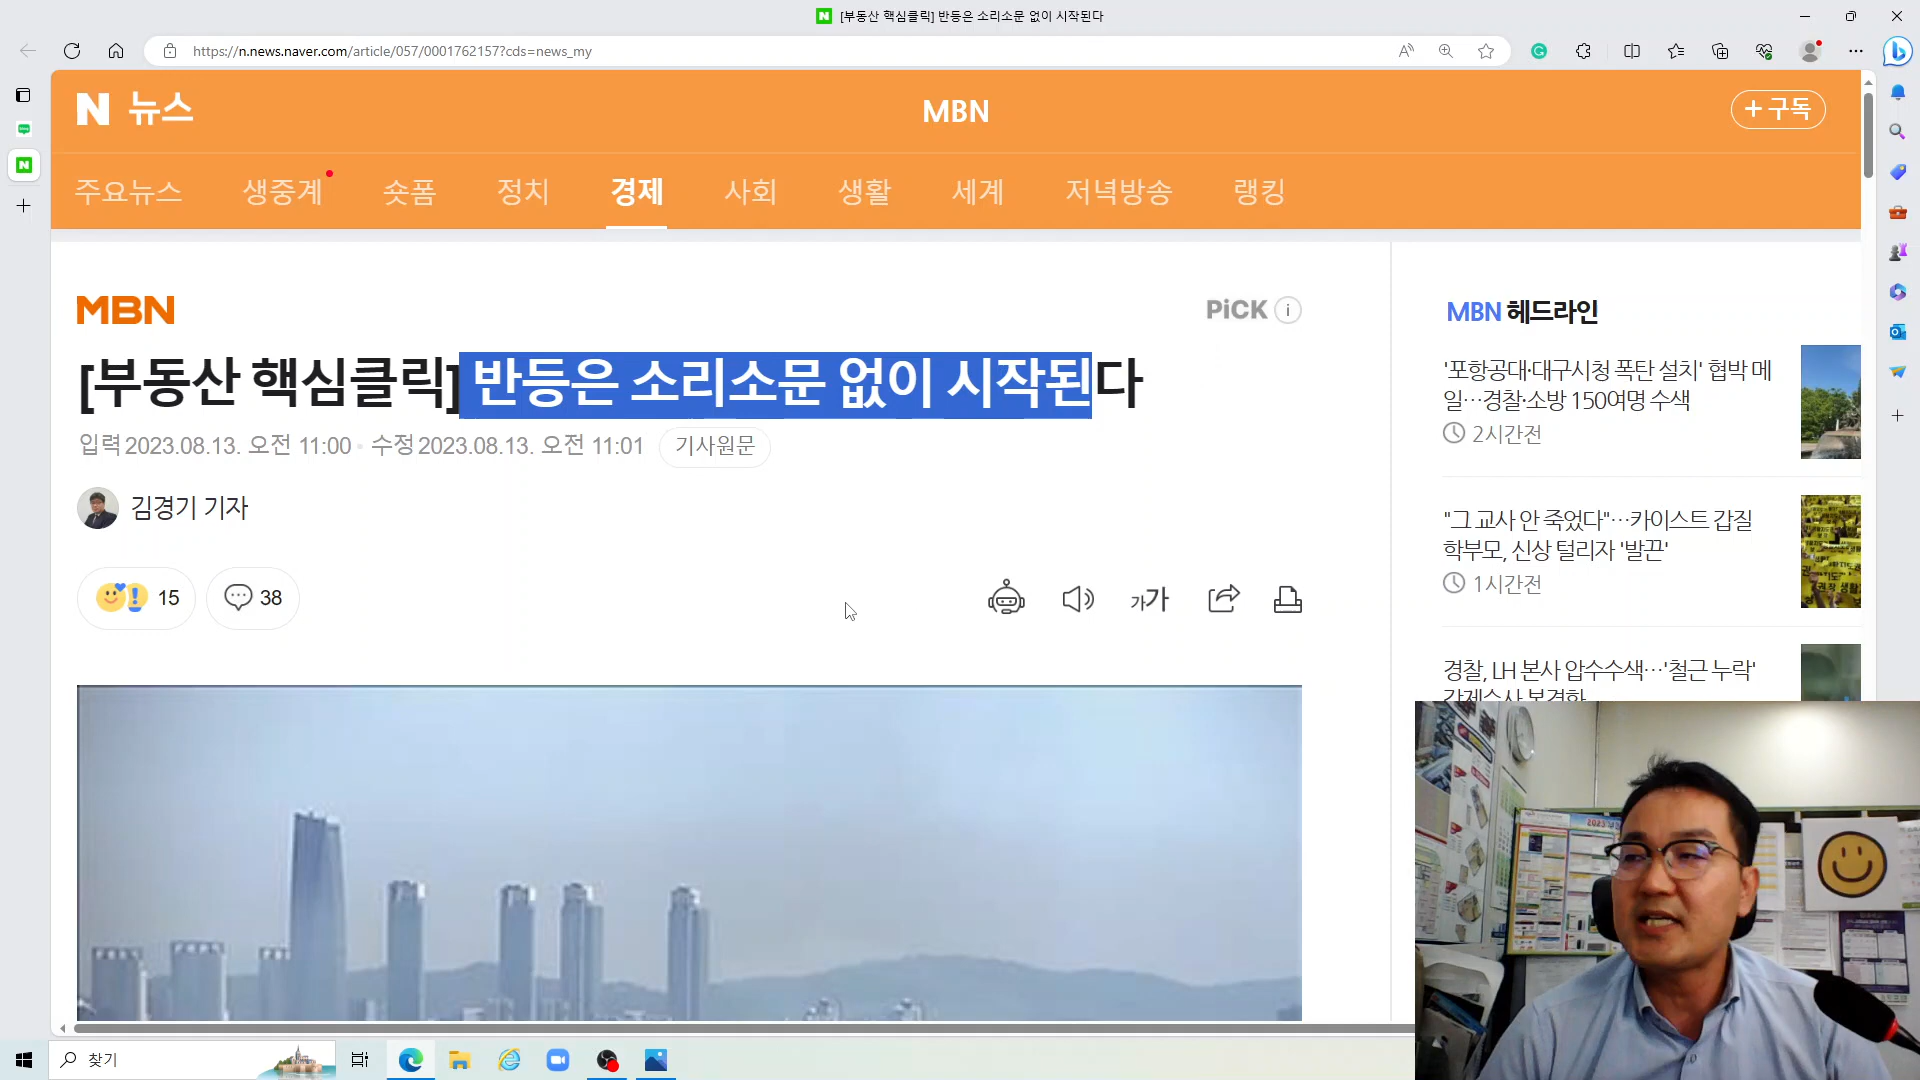 [부동산 핵심클릭] 반등은 소리소문 없이 시작된다
https://n.news.naver.com/article/057/0001762157?cds=news_my
N 뉴스
MBN
+ 구독
주요뉴스 생중계 숏폼 정치 경제 사회 생활 세계 저녁방송 랭킹
MBN
PiCK
[부동산 핵심클릭] 반등은 소리소문 없이 시작된다
입력 2023.08.13. 오전 11:00 수정 2023.08.13. 오전 11:01 기사원문
김경기 기자
15
38
가가
MBN 헤드라인
'포항공대·대구시청 폭탄 설치' 협박 메
일…경찰·소방 150여명 수색
2시간전
"그 교사 안 죽었다"…카이스트 갑질
학부모, 신상 털리자 '발끈'
1시간전
경찰, LH 본사 압수수색…'철근 누락'
강제수사 본격화
2023
찾기